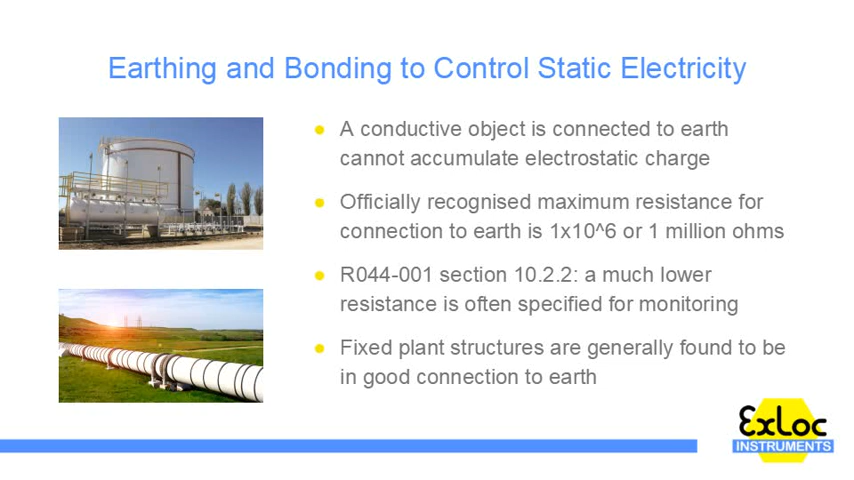 Earthing and Bonding to Control Static Electricity
● A conductive object is connected to earth
cannot accumulate electrostatic charge
● Officially recognised maximum resistance for
connection to earth is 1x10^6 or 1 million ohms
● R044-001 section 10.2.2: a much lower
resistance is often specified for monitoring
● Fixed plant structures are generally found to be
in good connection to earth
ExLoc
INSTRUMENTS